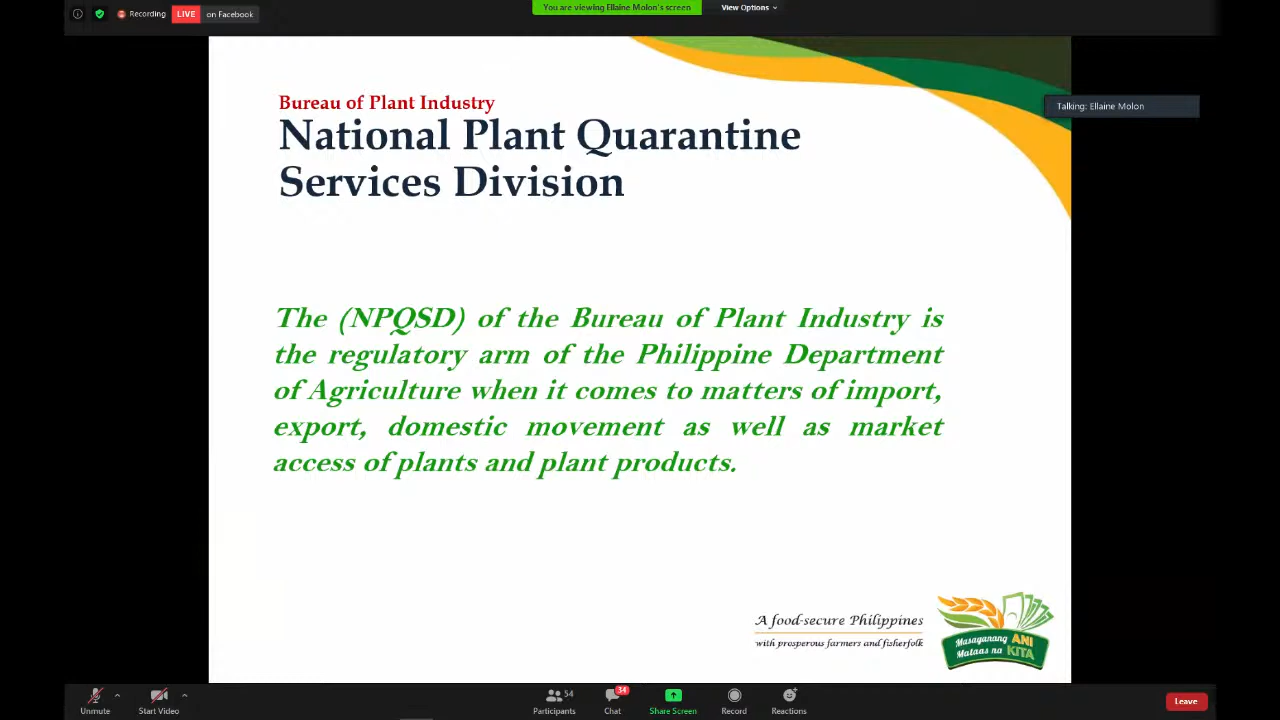 Recording
LIVE
on Facebook
You are viewing Ellaine Molon's screen
View Options
Talking: Ellaine Molon
Bureau of Plant Industry
National Plant Quarantine
Services Division
The (NPQSD) of the Bureau of Plant Industry is
the regulatory arm of the Philippine Department
of Agriculture when it comes to matters of import,
export, domestic movement as well as market
access of plants and plant products.
A food-secure Philippines
with prosperous farmers and fisherfolk
Masaganang ANI
Mataas na KITA
Unmute
Start Video
54
Participants
34
Chat
Share Screen
Record
Reactions
Leave